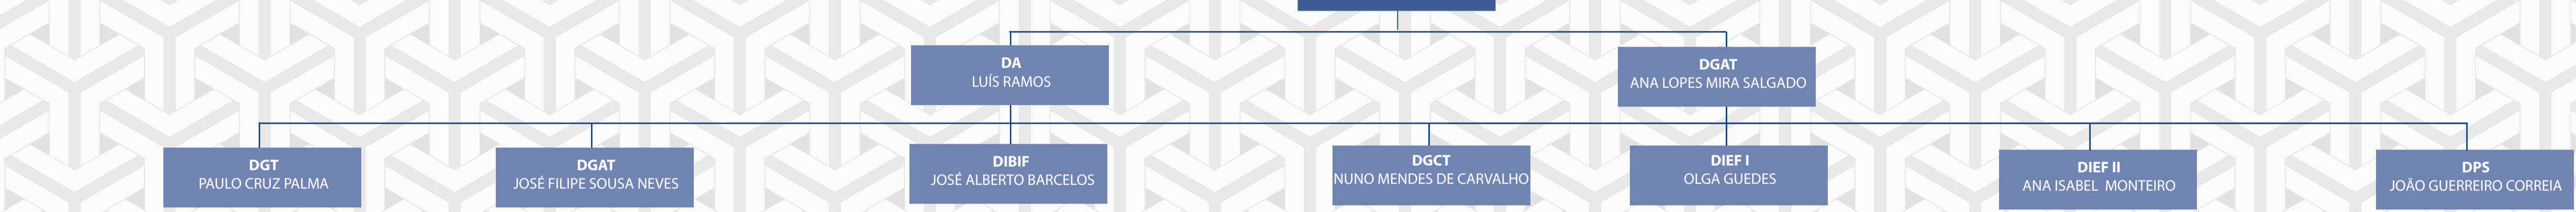 DA
LUÍS RAMOS
DGAT
ANA LOPES MIRA SALGADO
DGT
PAULO CRUZ PALMA
DGAT
JOSÉ FILIPE SOUSA NEVES
DIBIF
JOSÉ ALBERTO BARCELOS
DGCT
NUNO MENDES DE CARVALHO
DIEF I
OLGA GUEDES
DIEF II
ANA ISABEL  MONTEIRO
DPS
JOÃO GUERREIRO CORREIA